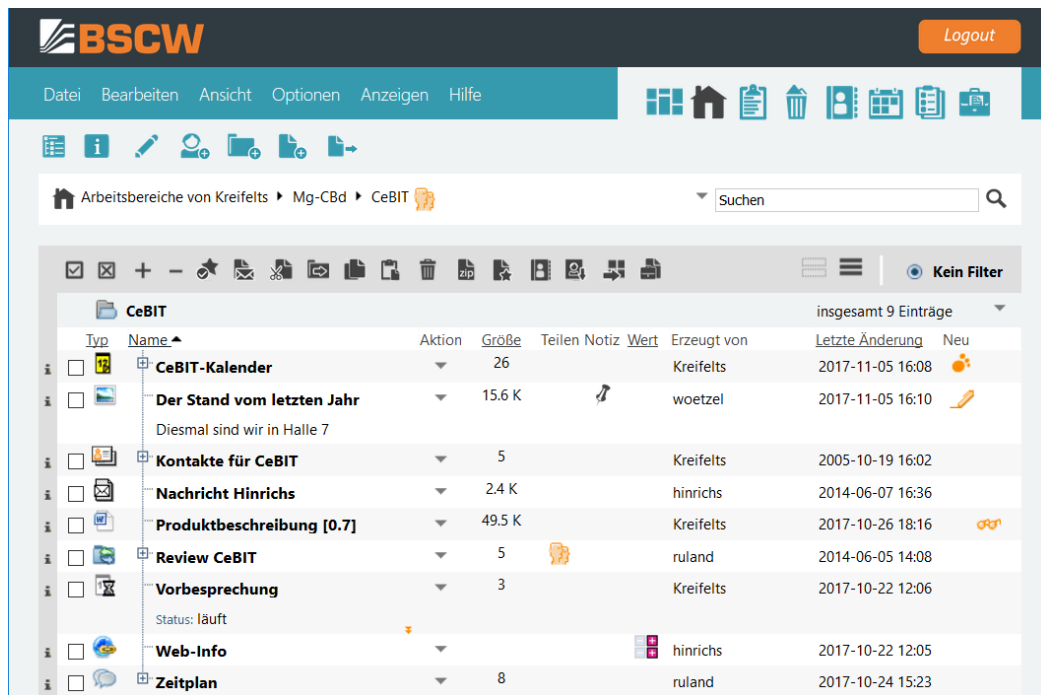 BSCW
Logout
Datei Bearbeiten Ansicht Optionen Anzeigen Hilfe
Arbeitsbereiche von Kreifelts Mg-CBd CeBIT
Suchen
zip
Kein Filter
CeBIT
insgesamt 9 Einträge
Typ Name Aktion Größe Teilen Notiz Wert Erzeugt von Letzte Änderung Neu
CeBIT-Kalender 26 Kreifelts 2017-11-05 16:08
Der Stand vom letzten Jahr 15.6 K woetzel 2017-11-05 16:10
Diesmal sind wir in Halle 7
Kontakte für CeBIT 5 Kreifelts 2005-10-19 16:02
Nachricht Hinrichs 2.4 K hinrichs 2014-06-07 16:36
Produktbeschreibung [0.7] 49.5 K Kreifelts 2017-10-26 18:16
Review CeBIT 5 ruland 2014-06-05 14:08
Vorbesprechung 3 Kreifelts 2017-10-22 12:06
Status: läuft
Web-Info hinrichs 2017-10-22 12:05
Zeitplan 8 ruland 2017-10-24 15:23